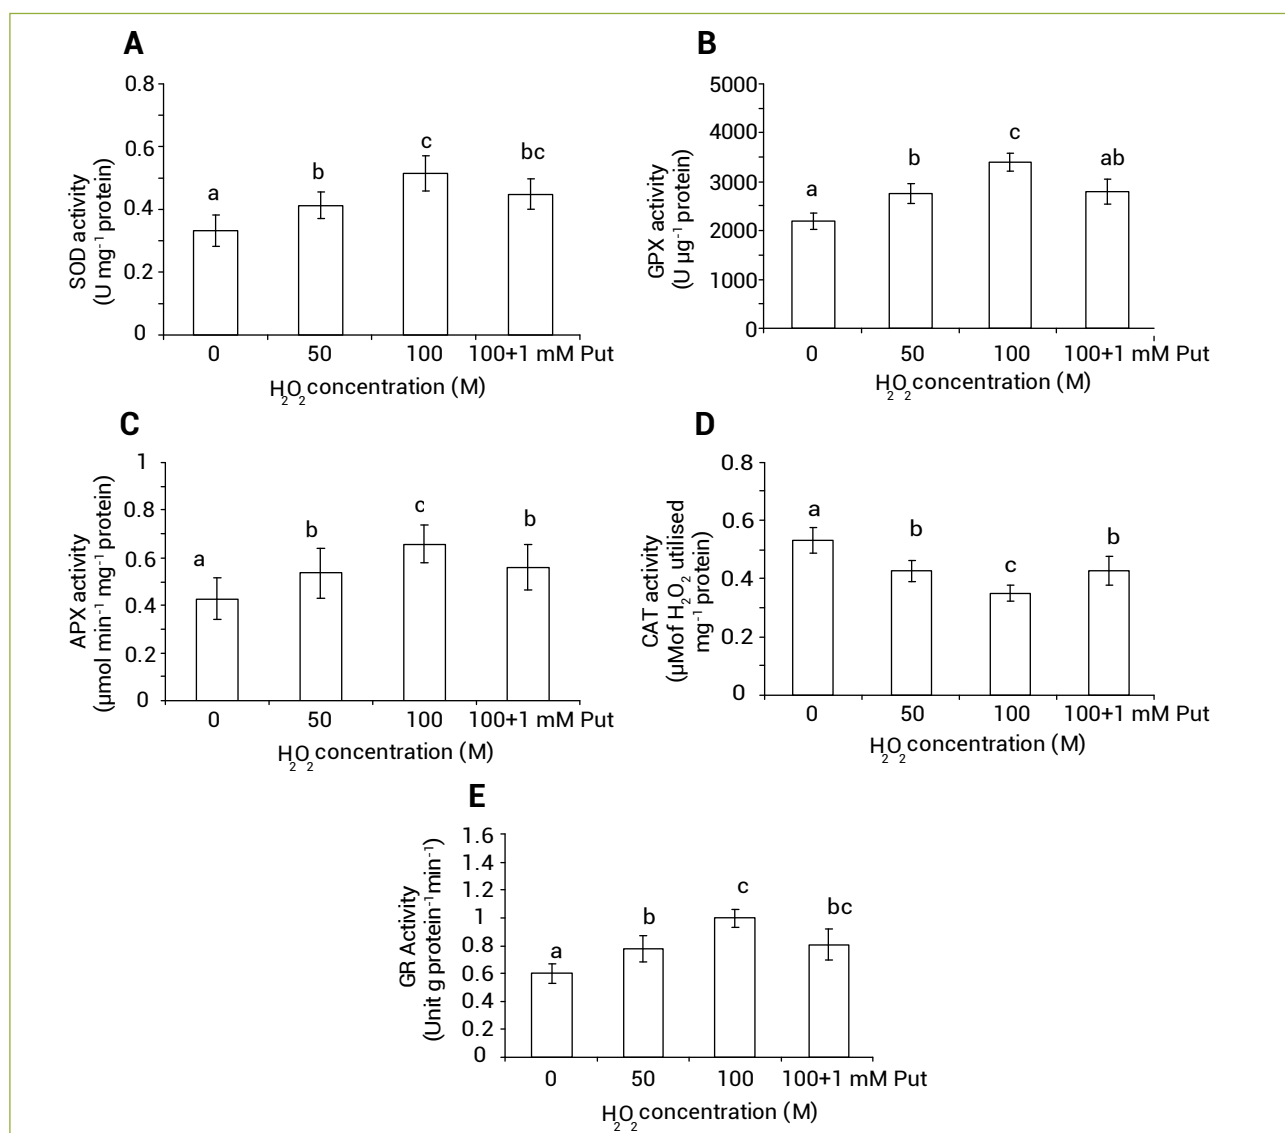 A
0.8
0.6
0.4
0.2
0
SOD activity
(U mg⁻¹ protein)
a
b
c
bc
0 50 100 100+1 mM Put
H₂O₂ concentration (M)
B
5000
4000
3000
2000
1000
0
GPX activity
(U µg⁻¹ protein)
a
b
c
ab
0 50 100 100+1 mM Put
H₂O₂ concentration (M)
C
1
0.8
0.6
0.4
0.2
0
APX activity
(µmol min⁻¹ mg⁻¹ protein)
a
b
c
b
0 50 100 100+1 mM Put
H₂O₂ concentration (M)
D
0.8
0.6
0.4
0.2
0
CAT activity
(µMof H₂O₂ utilised
mg⁻¹ protein)
a
b
c
b
0 50 100 100+1 mM Put
H₂O₂ concentration (M)
E
1.6
1.4
1.2
1
0.8
0.6
0.4
0.2
0
GR Activity
(Unit g protein⁻¹min⁻¹)
a
b
c
bc
0 50 100 100+1 mM Put
H₂O₂ concentration (M)